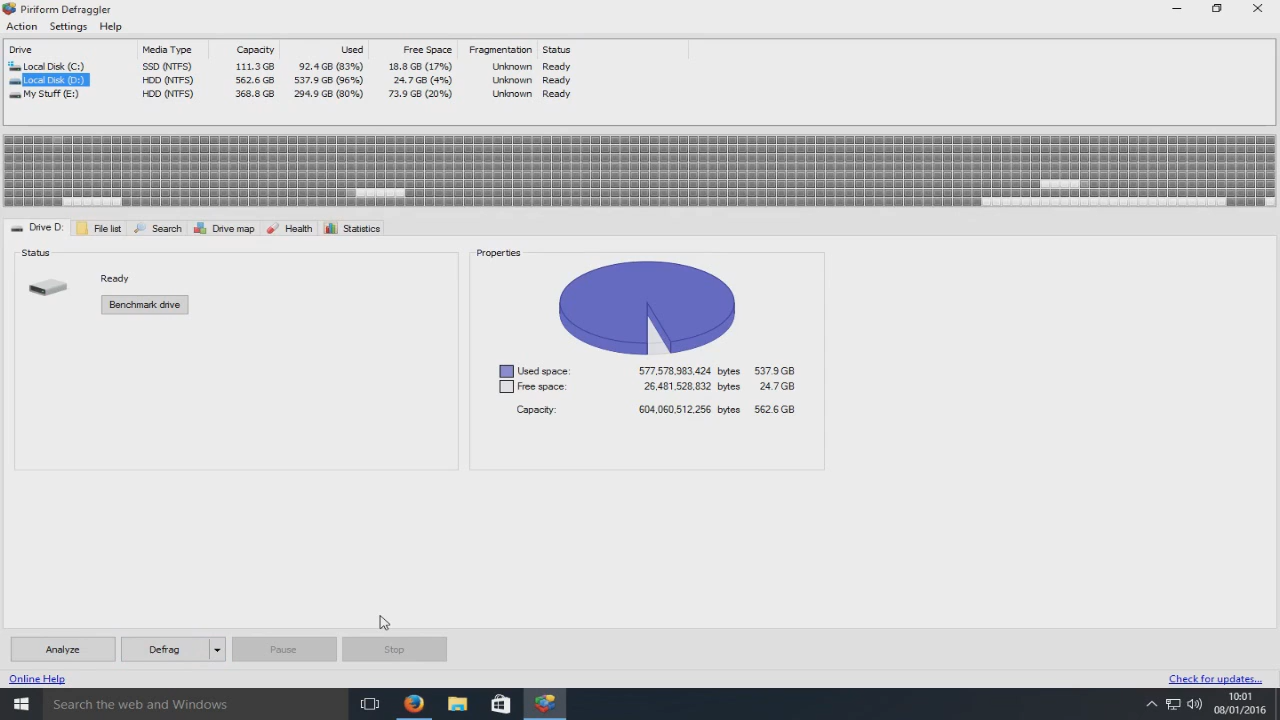 Piriform Defraggler
Action Settings Help
Drive Media Type Capacity Used Free Space Fragmentation Status
Local Disk (C:) SSD (NTFS) 111.3 GB 92.4 GB (83%) 18.8 GB (17%) Unknown Ready
Local Disk (D:) HDD (NTFS) 562.6 GB 537.9 GB (96%) 24.7 GB (4%) Unknown Ready
My Stuff (E:) HDD (NTFS) 368.8 GB 294.9 GB (80%) 73.9 GB (20%) Unknown Ready
Drive D: File list Search Drive map Health Statistics
Status Properties
Ready
Benchmark drive
Used space: 577,578,983,424 bytes 537.9 GB
Free space: 26,481,528,832 bytes 24.7 GB
Capacity: 604,060,512,256 bytes 562.6 GB
Analyze Defrag Pause Stop
Online Help Check for updates...
Search the web and Windows 10:01
08/01/2016